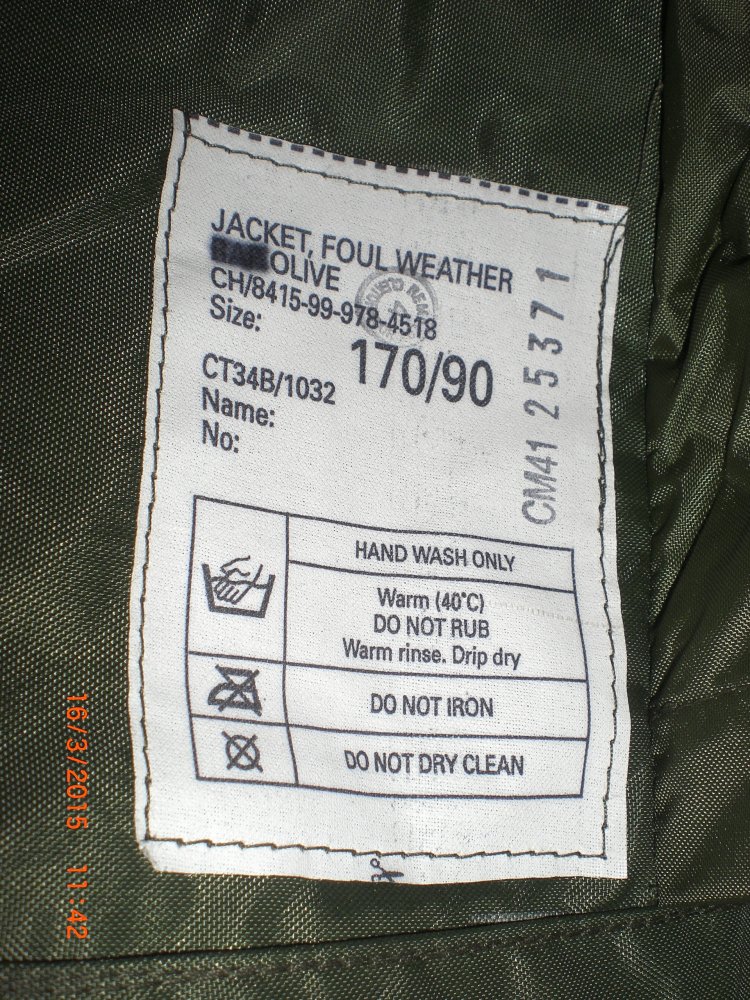 JACKET, FOUL WEATHER
OLIVE
CH/8415-99-978-4518
Size:
170/90
CT34B/1032
Name:
No:
CM41 25371
HAND WASH ONLY
Warm (40°C)
DO NOT RUB
Warm rinse. Drip dry
DO NOT IRON
DO NOT DRY CLEAN
16/3/2015 11:42